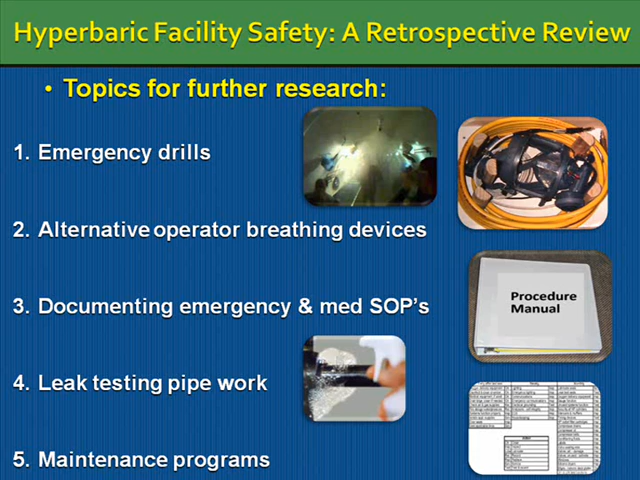 Hyperbaric Facility Safety: A Retrospective Review
• Topics for further research:
1. Emergency drills
2. Alternative operator breathing devices
3. Documenting emergency & med SOP's
Procedure
Manual
4. Leak testing pipe work
5. Maintenance programs